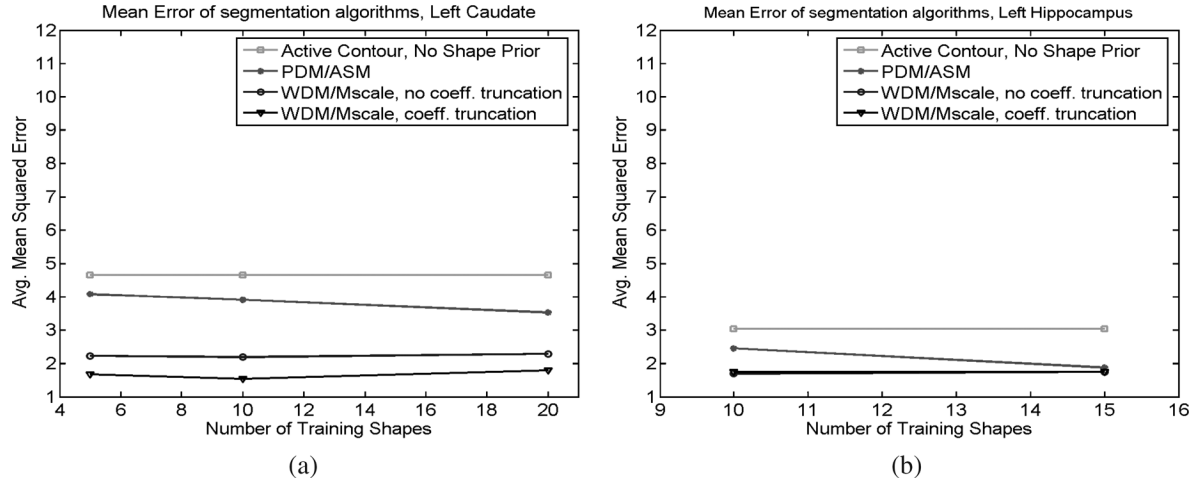 Mean Error of segmentation algorithms, Left Caudate
12
11
10
9
8
7
6
5
4
3
2
1
Avg. Mean Squared Error
Active Contour, No Shape Prior
PDM/ASM
WDM/Mscale, no coeff. truncation
WDM/Mscale, coeff. truncation
4 6 8 10 12 14 16 18 20
Number of Training Shapes
(a)
Mean Error of segmentation algorithms, Left Hippocampus
12
11
10
9
8
7
6
5
4
3
2
1
Avg. Mean Squared Error
Active Contour, No Shape Prior
PDM/ASM
WDM/Mscale, no coeff. truncation
WDM/Mscale, coeff. truncation
9 10 11 12 13 14 15 16
Number of Training Shapes
(b)